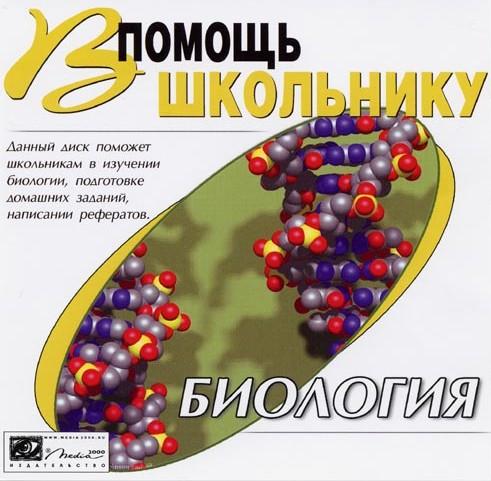 В ПОМОЩЬ
ШКОЛЬНИКУ
Данный диск поможет
школьникам в изучении
биологии, подготовке
домашних заданий,
написании рефератов.
БИОЛОГИЯ
WWW.MEDIA2000.RU
® Media 2000
ИЗДАТЕЛЬСТВО